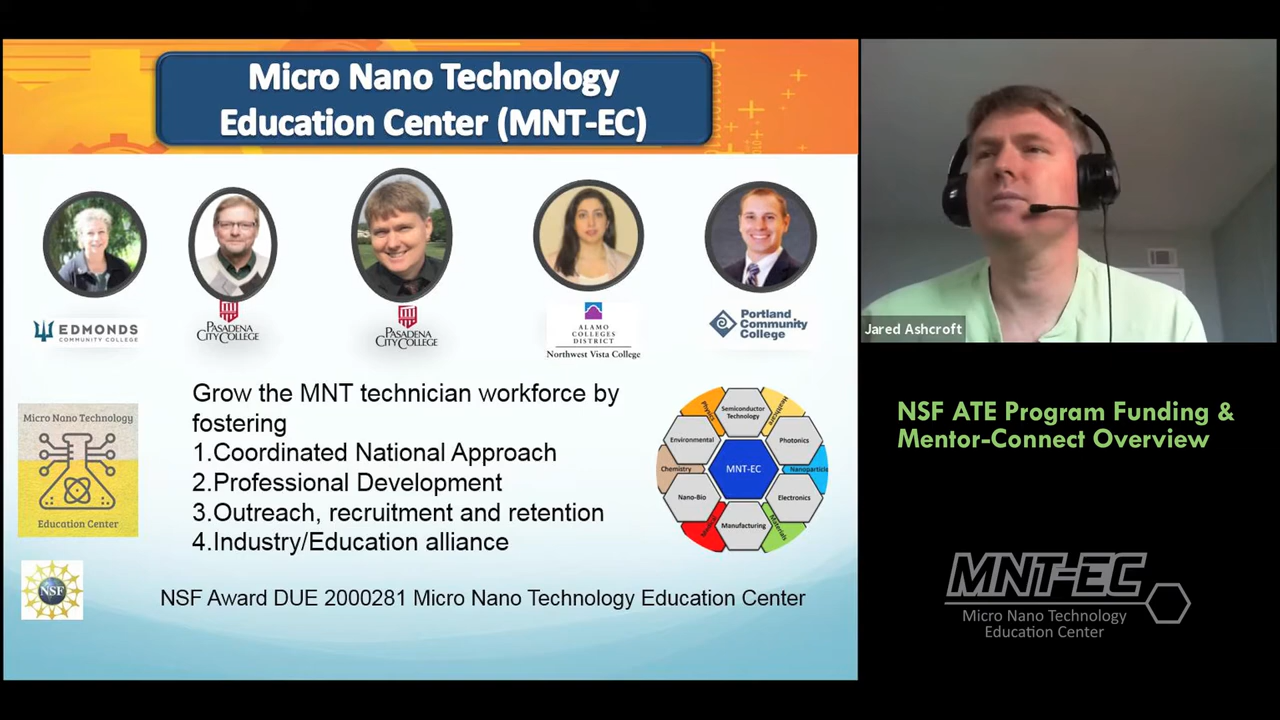 Micro Nano Technology
Education Center (MNT-EC)
EDMONDS
COMMUNITY COLLEGE
PASADENA
CITY COLLEGE
PASADENA
CITY COLLEGE
ALAMO
COLLEGES
DISTRICT
Northwest Vista College
Portland
Community
College
Grow the MNT technician workforce by
fostering
1.Coordinated National Approach
2.Professional Development
3.Outreach, recruitment and retention
4.Industry/Education alliance
Micro Nano Technology
Education Center
NSF
Physics
Semiconductor
Technology
Healthcare
Environmental
Photonics
Chemistry
MNT-EC
Nanoparticle
Nano-Bio
Electronics
Medical
Manufacturing
Materials
NSF Award DUE 2000281 Micro Nano Technology Education Center
Jared Ashcroft
NSF ATE Program Funding &
Mentor-Connect Overview
MNT-EC
Micro Nano Technology
Education Center